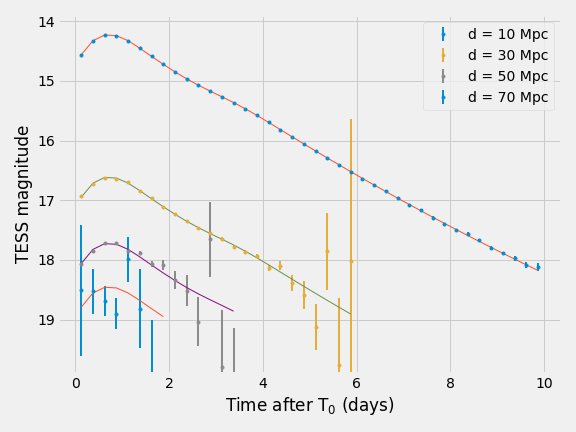 14
15
16
17
18
19
TESS magnitude
d = 10 Mpc
d = 30 Mpc
d = 50 Mpc
d = 70 Mpc
0 2 4 6 8 10
Time after T₀ (days)